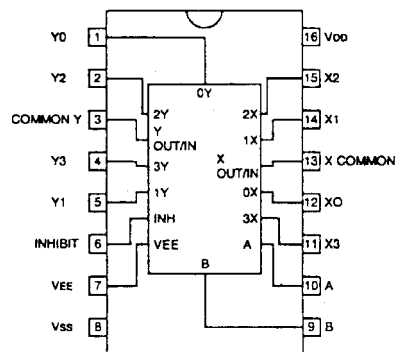 Y0 1 16 VDD
0Y
Y2 2 15 X2
2Y 2X
COMMON Y 3 14 X1
Y OUT/IN 1X
Y3 4 13 X COMMON
3Y X OUT/IN
Y1 5 12 XO
1Y 0X
INHIBIT 6 11 X3
INH 3X
VEE 7 10 A
VEE A
VSS 8 9 B
B